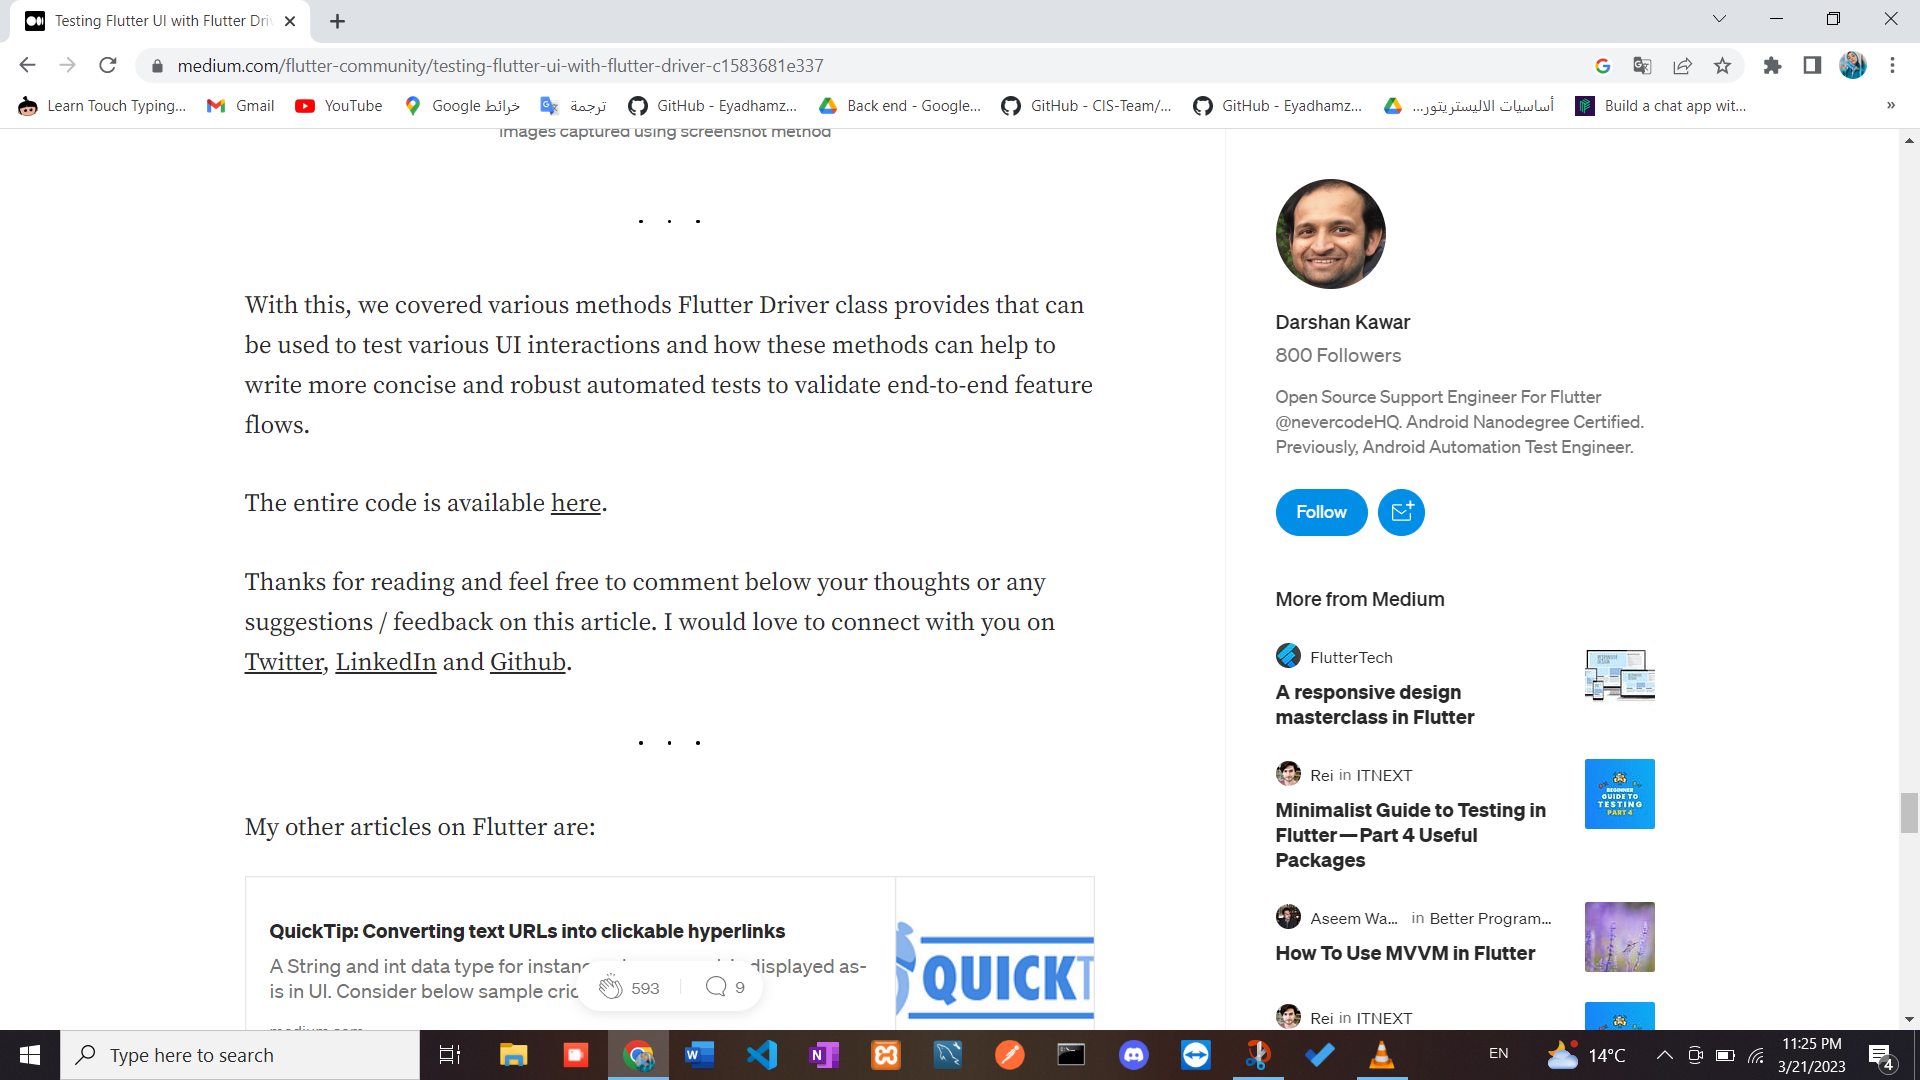 Testing Flutter UI with Flutter Dri
medium.com/flutter-community/testing-flutter-ui-with-flutter-driver-c1583681e337
Learn Touch Typing...
Gmail
YouTube
خرائط Google
ترجمة
GitHub - Eyadhamz...
Back end - Google...
GitHub - CIS-Team/...
GitHub - Eyadhamz...
أساسيات الاليستريتور...
Build a chat app wit...
»
Images captured using screenshot method
. . .
With this, we covered various methods Flutter Driver class provides that can
be used to test various UI interactions and how these methods can help to
write more concise and robust automated tests to validate end-to-end feature
flows.
The entire code is available here.
Thanks for reading and feel free to comment below your thoughts or any
suggestions / feedback on this article. I would love to connect with you on
Twitter, LinkedIn and Github.
. . .
My other articles on Flutter are:
QuickTip: Converting text URLs into clickable hyperlinks
A String and int data type for instanc displayed as-
is in UI. Consider below sample
medium.com
QUICKT
593
9
Darshan Kawar
800 Followers
Open Source Support Engineer For Flutter
@nevercodeHQ. Android Nanodegree Certified.
Previously, Android Automation Test Engineer.
Follow
More from Medium
FlutterTech
A responsive design
masterclass in Flutter
Rei in ITNEXT
Minimalist Guide to Testing in
Flutter — Part 4 Useful
Packages
BEGINNER
GUIDE TO
TESTING
PART 4
Aseem Wa... in Better Program...
How To Use MVVM in Flutter
Rei in ITNEXT
Type here to search
EN
14°C
11:25 PM
3/21/2023
4